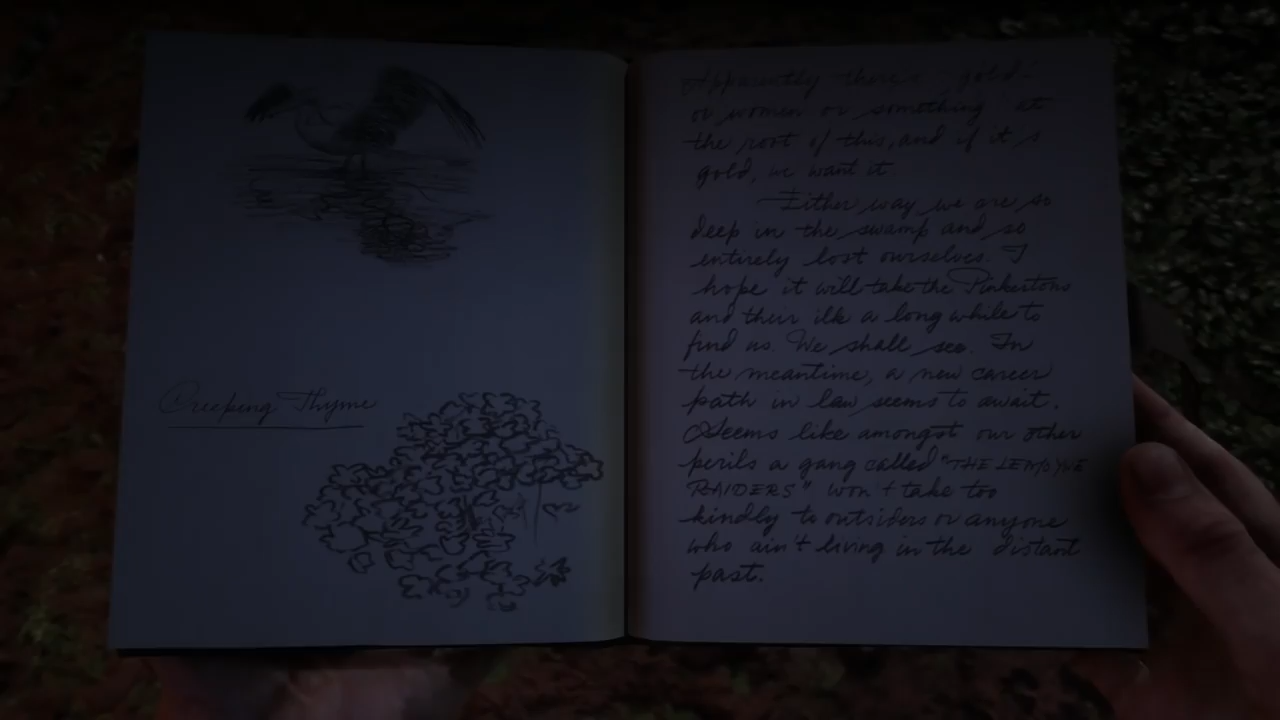 Creeping Thyme
Apparently there's gold!
or women or something at
the root of this, and if it's
gold, we want it
Either way we are so
deep in the swamp and so
entirely lost ourselves. I
hope it will take the Pinkertons
and their ilk a long while to
find us. We shall see. In
the meantime, a new career
path in law seems to await.
Seems like amongst our other
perils a gang called "THE LEMOYNE
RAIDERS" won't take too
kindly to outsiders or anyone
who ain't living in the distant
past.